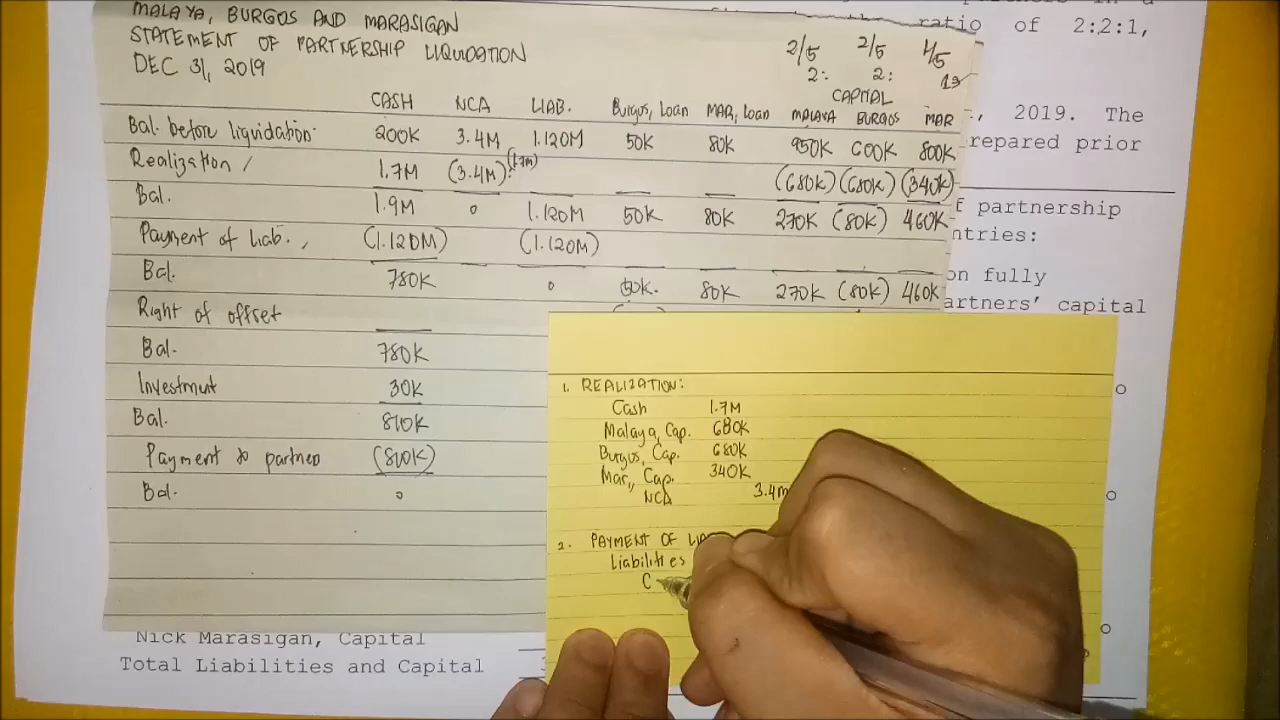 MALAYA, BURGOS AND MARASIGAN
STATEMENT OF PARTNERSHIP LIQUIDATION
DEC 31, 2019
2/5 2/5 1/5
2: 2: 1
CAPITAL
CASH NCA LIAB. Burgos, Loan MAR, Loan MALAYA BURGOS MAR
Bal. before liquidation 200K 3.4M 1.120M 50K 80K 950K 600K 800K
Realization 1.7M (3.4M) (1.7M) (680K) (680K) (340K)
Bal. 1.9M 0 1.120M 50K 80K 270K (80K) 460K
Payment of Liab. (1.120M) (1.120M)
Bal. 780K 0 50K. 80K 270K (80K) 460K
Right of offset
Bal. 780K
Investment 30K
Bal. 810K
Payment to partners (810K)
Bal. 0
1. REALIZATION:
Cash 1.7M
Malaya, Cap. 680K
Burgos, Cap. 680K
Mar., Cap. 340K
NCA 3.4M
2. PAYMENT OF
Liabilities
C
ratio of 2:2:1,
, 2019. The
repared prior
f partnership
ntries:
on fully
artners' capital
Nick Marasigan, Capital
Total Liabilities and Capital